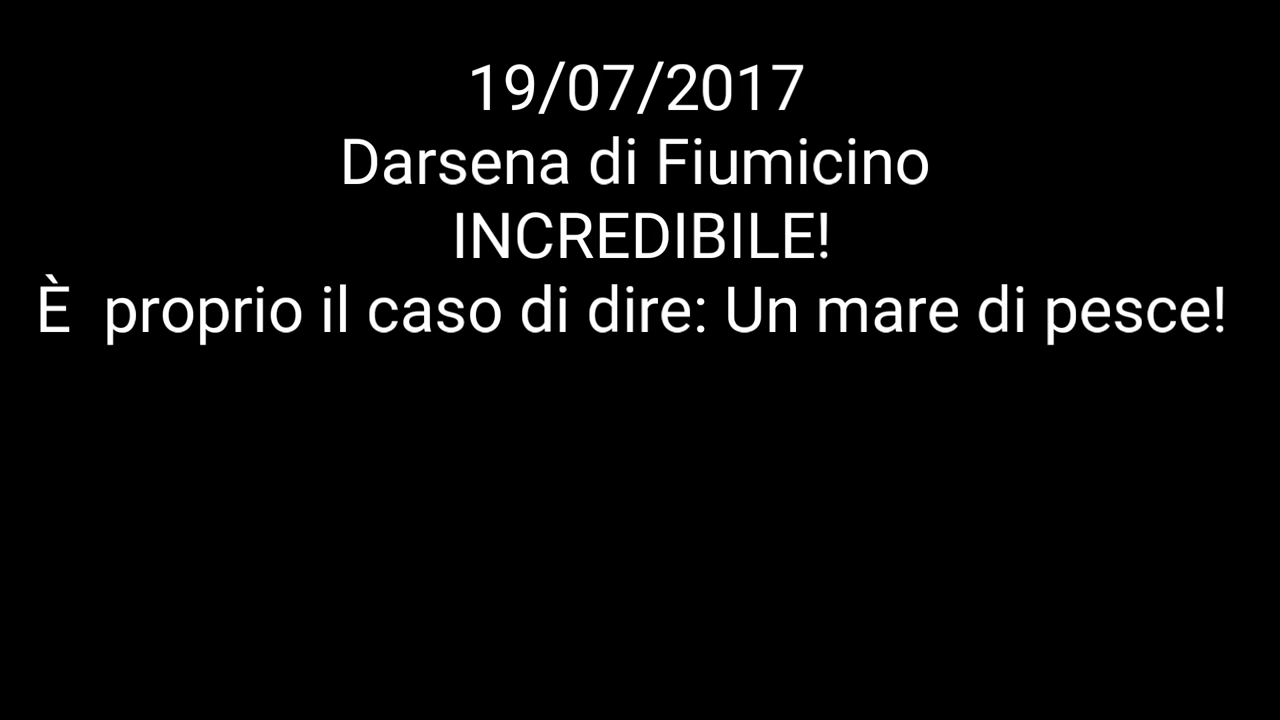 19/07/2017
Darsena di Fiumicino
INCREDIBILE!
È  proprio il caso di dire: Un mare di pesce!